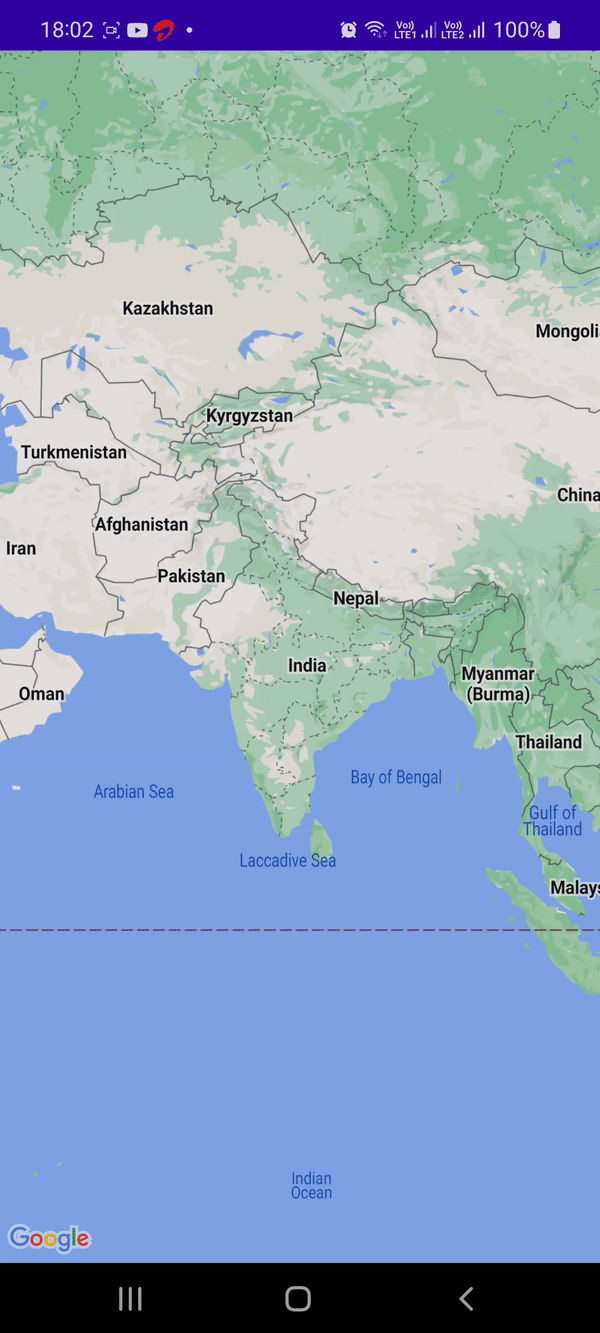 18:02
Vo)) LTE1 Vo)) LTE2 100%
Kazakhstan
Mongoli
Kyrgyzstan
Turkmenistan
China
Afghanistan
Iran
Pakistan
Nepal
India
Myanmar
(Burma)
Oman
Thailand
Bay of Bengal
Arabian Sea
Gulf of
Thailand
Laccadive Sea
Malays
Indian
Ocean
Google